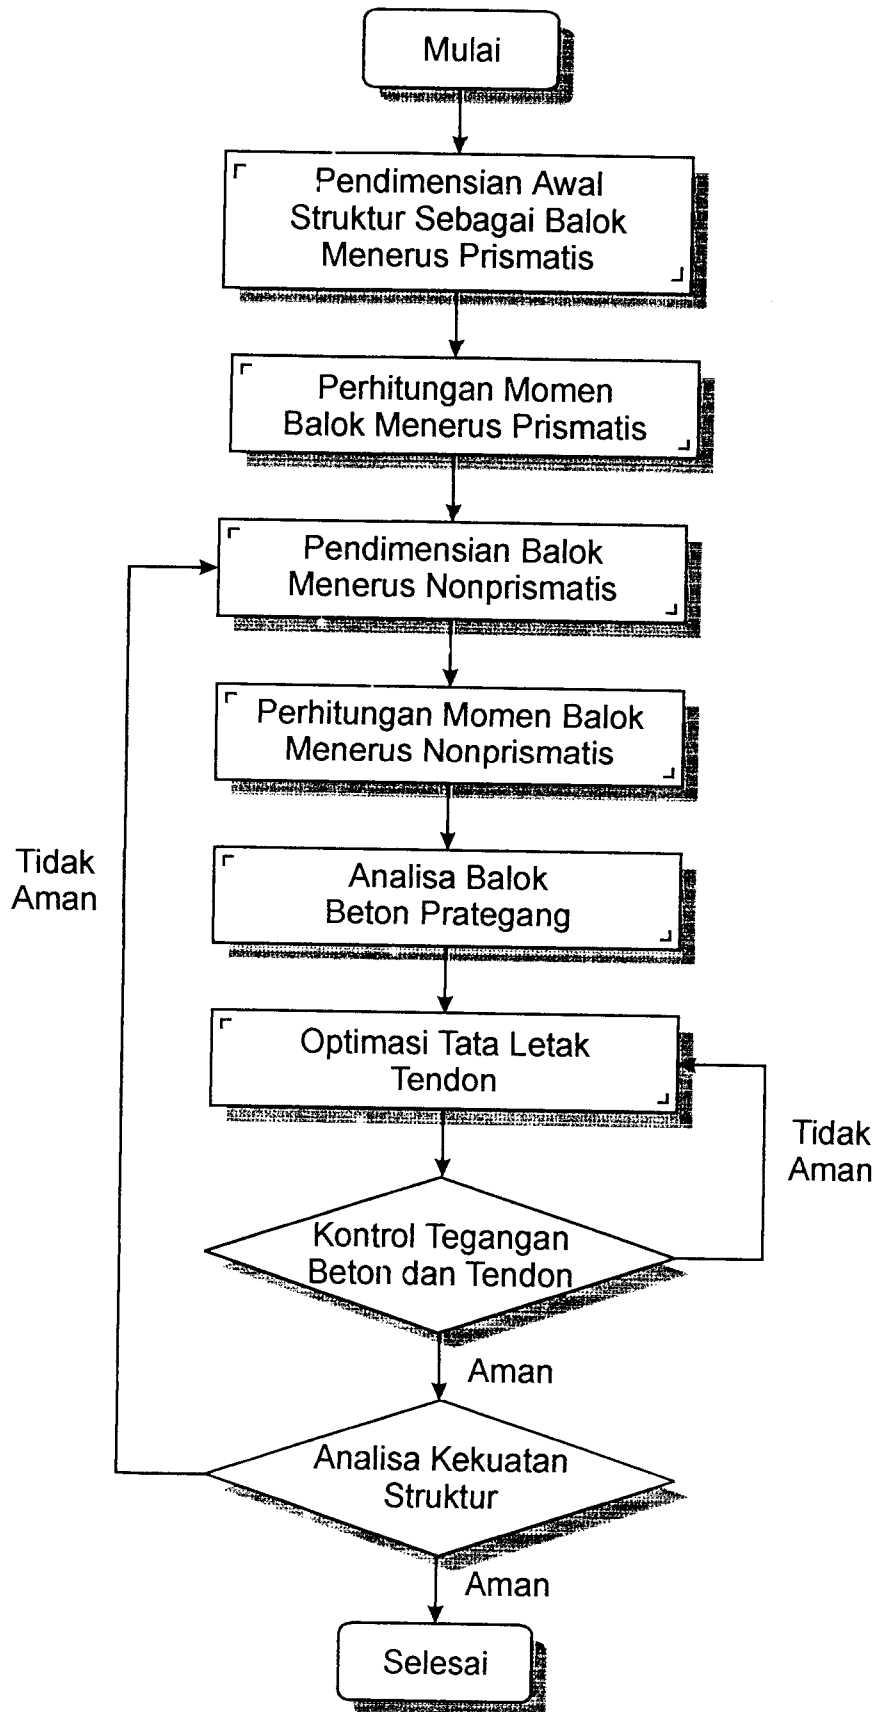 Mulai
Pendimensian Awal
Struktur Sebagai Balok
Menerus Prismatis
Perhitungan Momen
Balok Menerus Prismatis
Pendimensian Balok
Menerus Nonprismatis
Perhitungan Momen Balok
Menerus Nonprismatis
Tidak
Aman
Analisa Balok
Beton Prategang
Optimasi Tata Letak
Tendon
Tidak
Aman
Kontrol Tegangan
Beton dan Tendon
Aman
Analisa Kekuatan
Struktur
Aman
Selesai